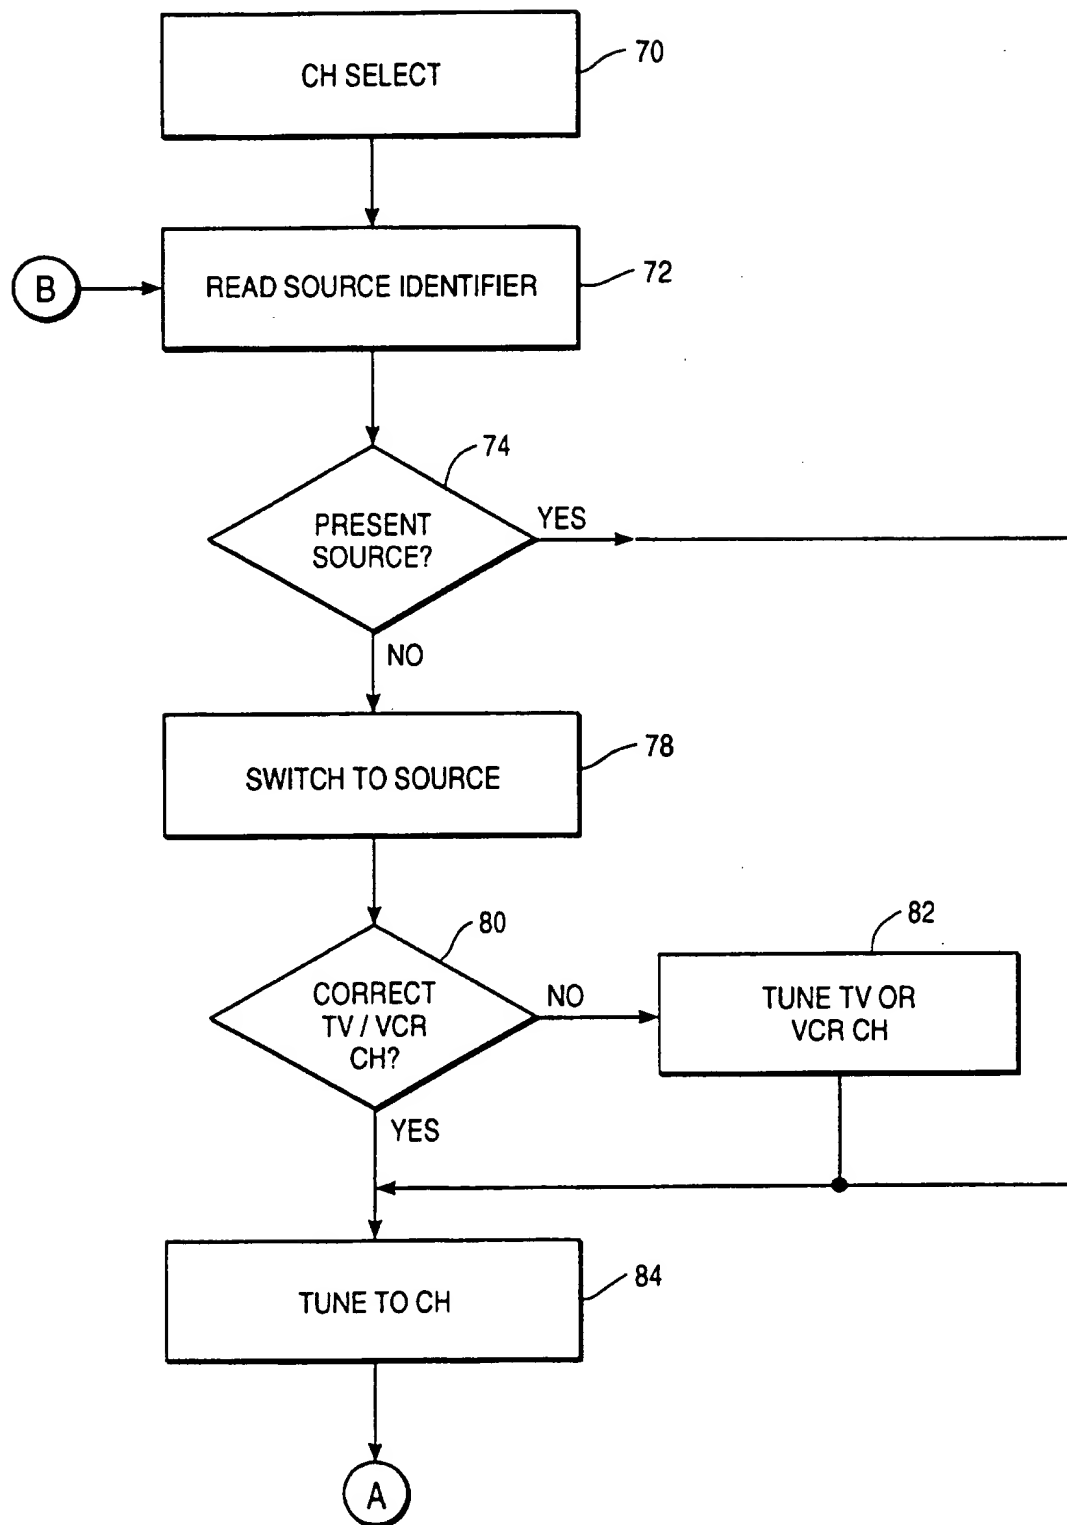 CH SELECT
70
B
READ SOURCE IDENTIFIER
72
74
PRESENT
SOURCE?
YES
NO
SWITCH TO SOURCE
78
80
CORRECT
TV / VCR
CH?
NO
82
TUNE TV OR
VCR CH
YES
TUNE TO CH
84
A